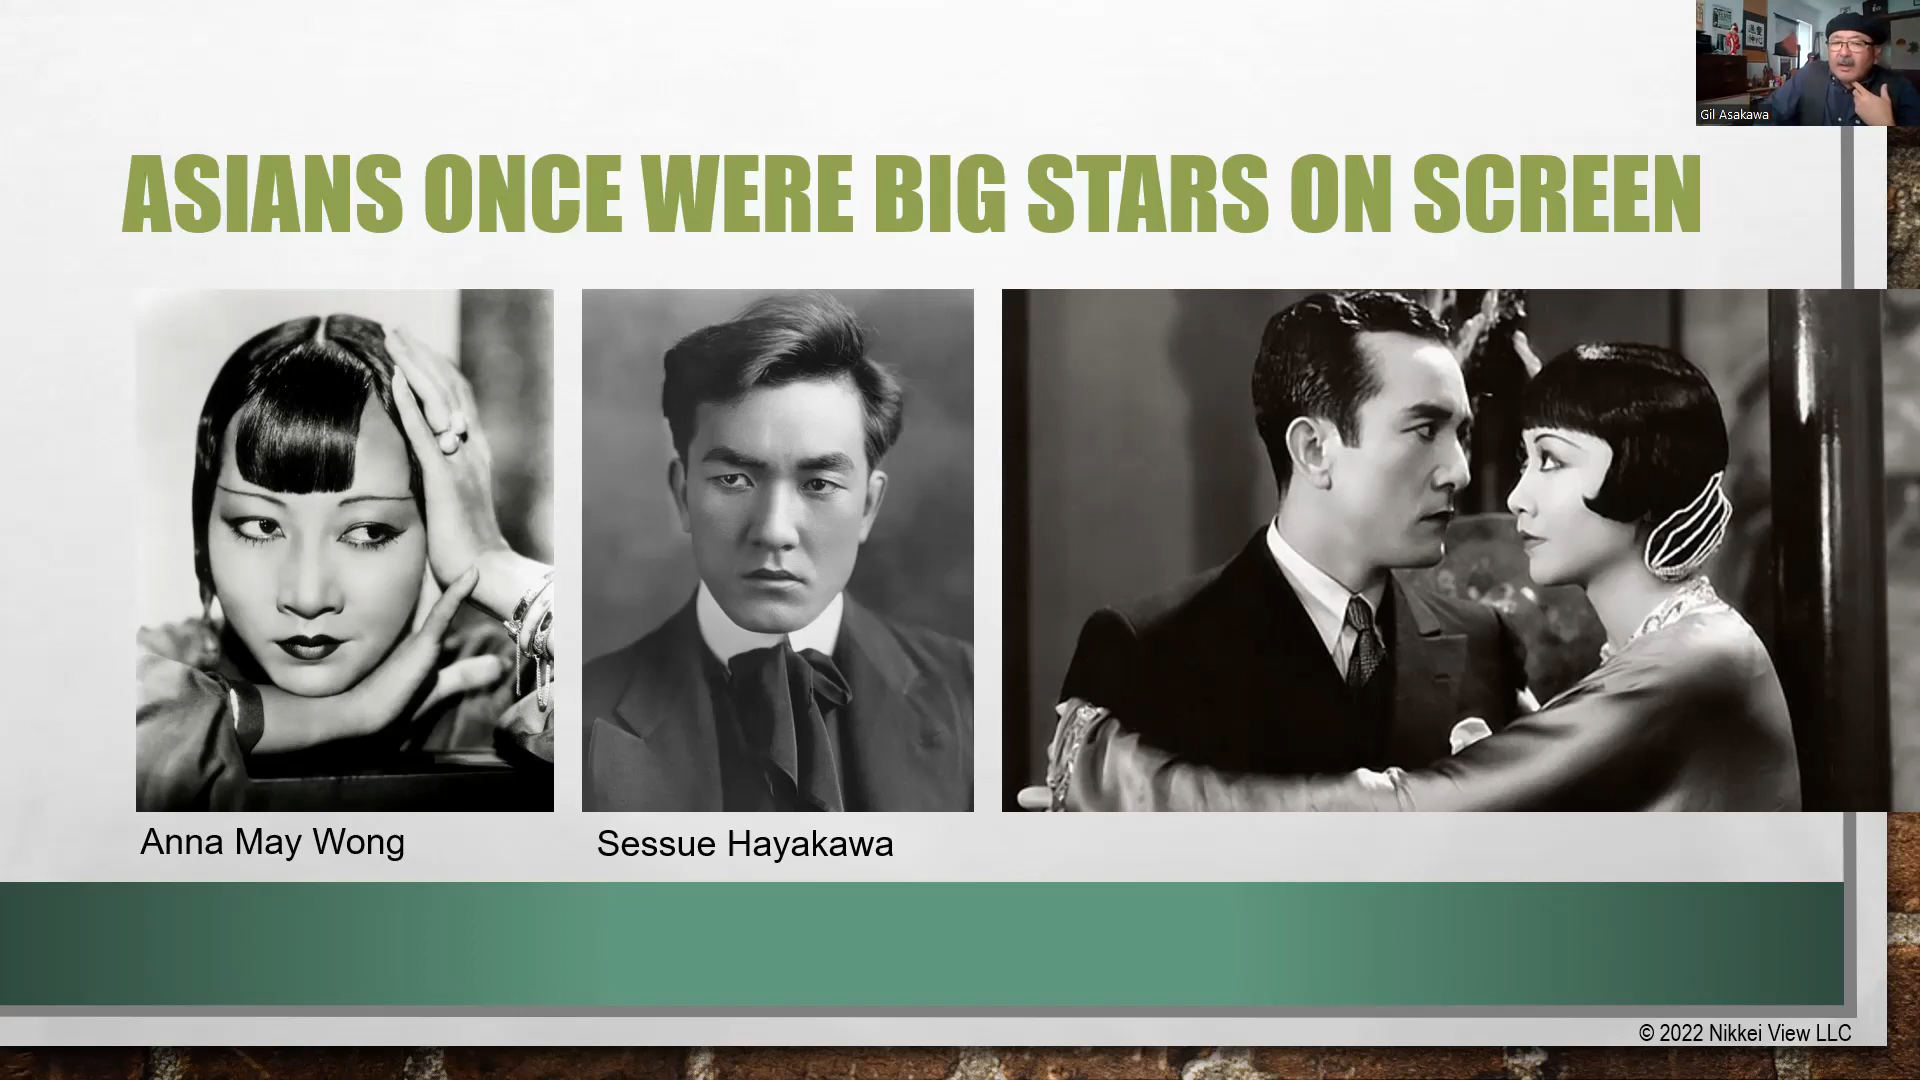 Gil Asakawa
ASIANS ONCE WERE BIG STARS ON SCREEN
Anna May Wong
Sessue Hayakawa
© 2022 Nikkei View LLC